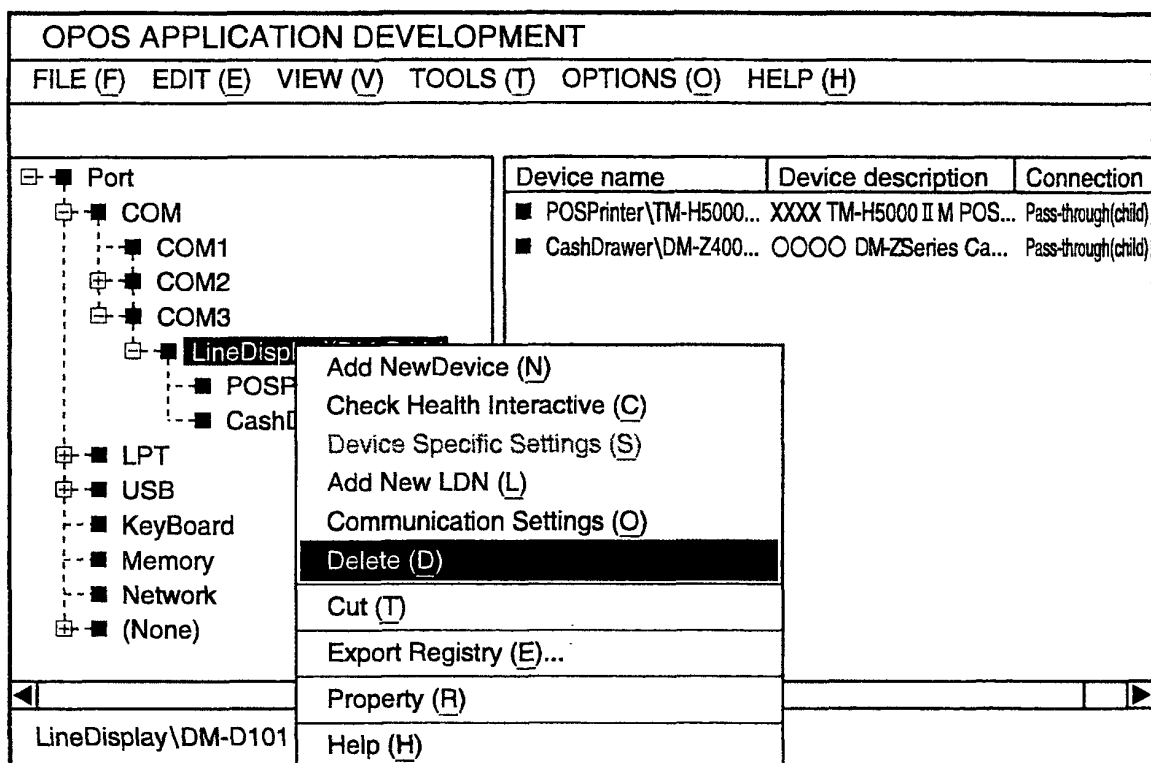 OPOS APPLICATION DEVELOPMENT
FILE (F) EDIT (E) VIEW (V) TOOLS (T) OPTIONS (O) HELP (H)
Port
COM
COM1
COM2
COM3
LineDispl
POSP
CashD
LPT
USB
KeyBoard
Memory
Network
(None)
Device name Device description Connection
POSPrinter\TM-H5000... XXXX TM-H5000 II M POS... Pass-through(child)
CashDrawer\DM-Z400... OOOO DM-ZSeries Ca... Pass-through(child)
Add NewDevice (N)
Check Health Interactive (C)
Device Specific Settings (S)
Add New LDN (L)
Communication Settings (O)
Delete (D)
Cut (T)
Export Registry (E)...
Property (R)
Help (H)
LineDisplay\DM-D101